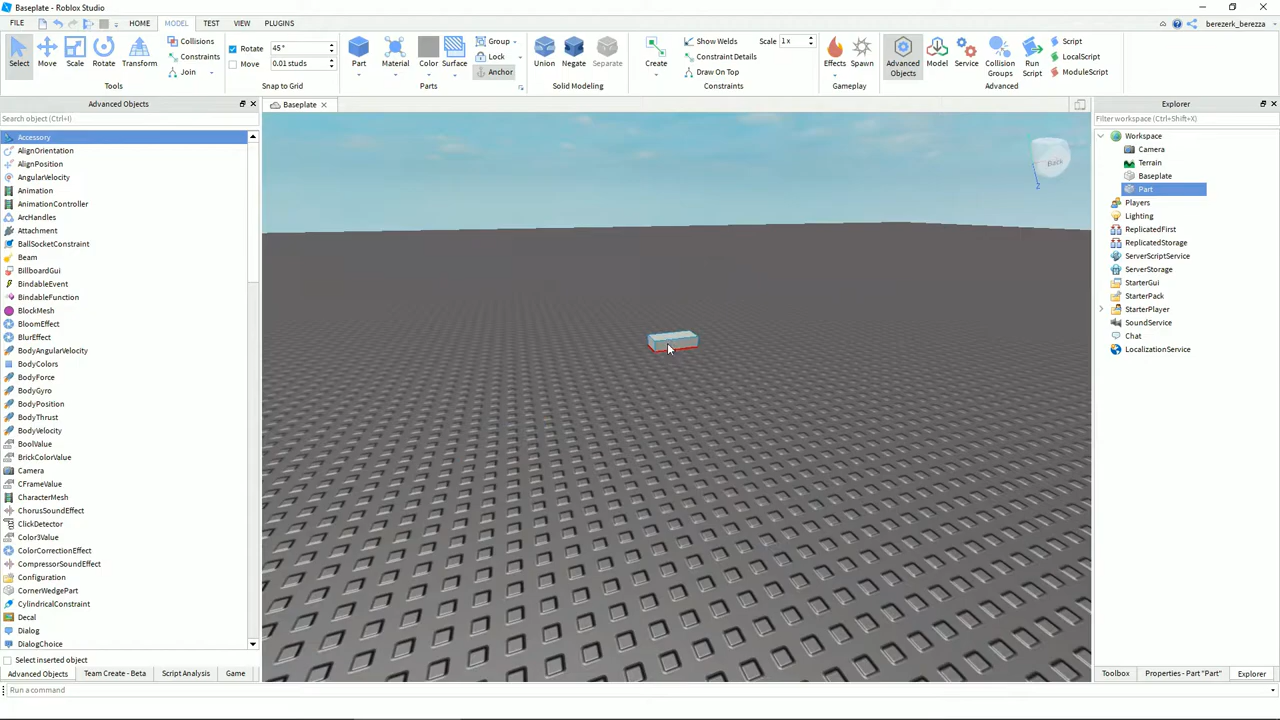 Baseplate - Roblox Studio
FILE HOME MODEL TEST VIEW PLUGINS berezerk_berezza
Select Move Scale Rotate Transform
Collisions
Constraints
Join
Tools
Rotate 45°
Move 0.01 studs
Snap to Grid
Part Material Color Surface
Group
Lock
Anchor
Parts
Union Negate Separate
Solid Modeling
Create
Show Welds
Constraint Details
Draw On Top
Scale 1 x
Constraints
Effects Spawn
Gameplay
Advanced Objects
Model
Service
Collision Groups
Run Script
Script
LocalScript
ModuleScript
Advanced
Advanced Objects
Search object (Ctrl+I)
Accessory
AlignOrientation
AlignPosition
AngularVelocity
Animation
AnimationController
ArcHandles
Attachment
BallSocketConstraint
Beam
BillboardGui
BindableEvent
BindableFunction
BlockMesh
BloomEffect
BlurEffect
BodyAngularVelocity
BodyColors
BodyForce
BodyGyro
BodyPosition
BodyThrust
BodyVelocity
BoolValue
BrickColorValue
Camera
CFrameValue
CharacterMesh
ChorusSoundEffect
ClickDetector
Color3Value
ColorCorrectionEffect
CompressorSoundEffect
Configuration
CornerWedgePart
CylindricalConstraint
Decal
Dialog
DialogChoice
Select inserted object
Advanced Objects Team Create - Beta Script Analysis Game
Run a command
Baseplate
Back
Z
Explorer
Filter workspace (Ctrl+Shift+X)
Workspace
Camera
Terrain
Baseplate
Part
Players
Lighting
ReplicatedFirst
ReplicatedStorage
ServerScriptService
ServerStorage
StarterGui
StarterPack
StarterPlayer
SoundService
Chat
LocalizationService
Toolbox Properties - Part "Part" Explorer